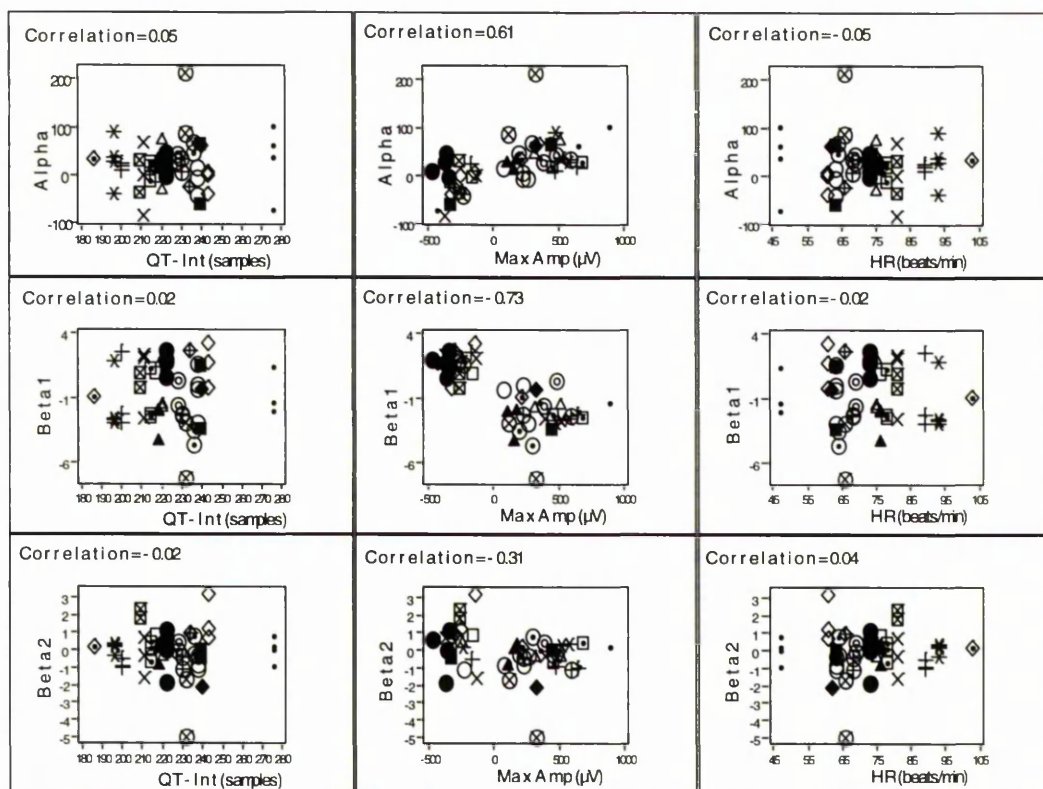 Correlation=0.05
Alpha
200
100
0
-100
180 190 200 210 220 230 240 250 260 270 280
QT-Int (samples)
Correlation=0.61
Alpha
200
100
0
-100
-500 0 500 1000
Max Amp (µV)
Correlation=-0.05
Alpha
200
100
0
-100
45 55 65 75 85 95 105
HR (beats/min)
Correlation=0.02
Beta1
4
-1
-6
180 190 200 210 220 230 240 250 260 270 280
QT-Int (samples)
Correlation=-0.73
Beta1
4
-1
-6
-500 0 500 1000
Max Amp (µV)
Correlation=-0.02
Beta1
4
-1
-6
45 55 65 75 85 95 105
HR (beats/min)
Correlation=-0.02
Beta2
3
2
1
0
-1
-2
-3
-4
-5
180 190 200 210 220 230 240 250 260 270 280
QT-Int (samples)
Correlation=-0.31
Beta2
3
2
1
0
-1
-2
-3
-4
-5
-500 0 500 1000
Max Amp (µV)
Correlation=0.04
Beta2
3
2
1
0
-1
-2
-3
-4
-5
45 55 65 75 85 95 105
HR (beats/min)